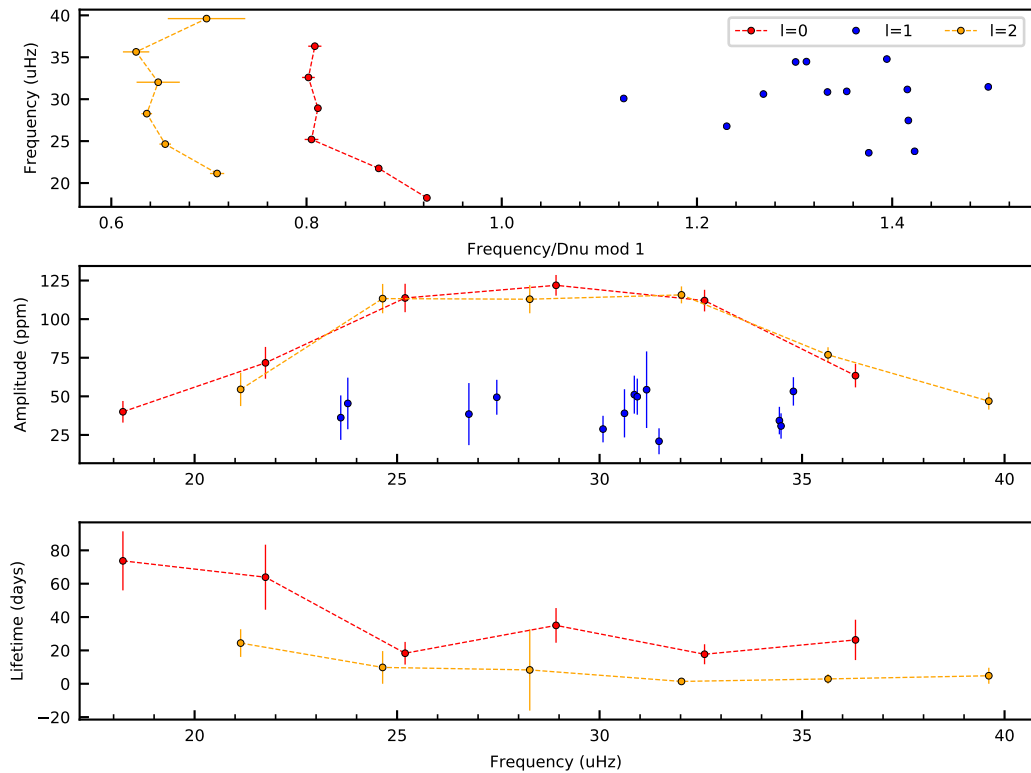 40
35
30
25
20
Frequency (uHz)
l=0 l=1 l=2
0.6 0.8 1.0 1.2 1.4
Frequency/Dnu mod 1
125
100
75
50
25
0
Amplitude (ppm)
20 25 30 35 40
80
60
40
20
0
−20
Lifetime (days)
20 25 30 35 40
Frequency (uHz)